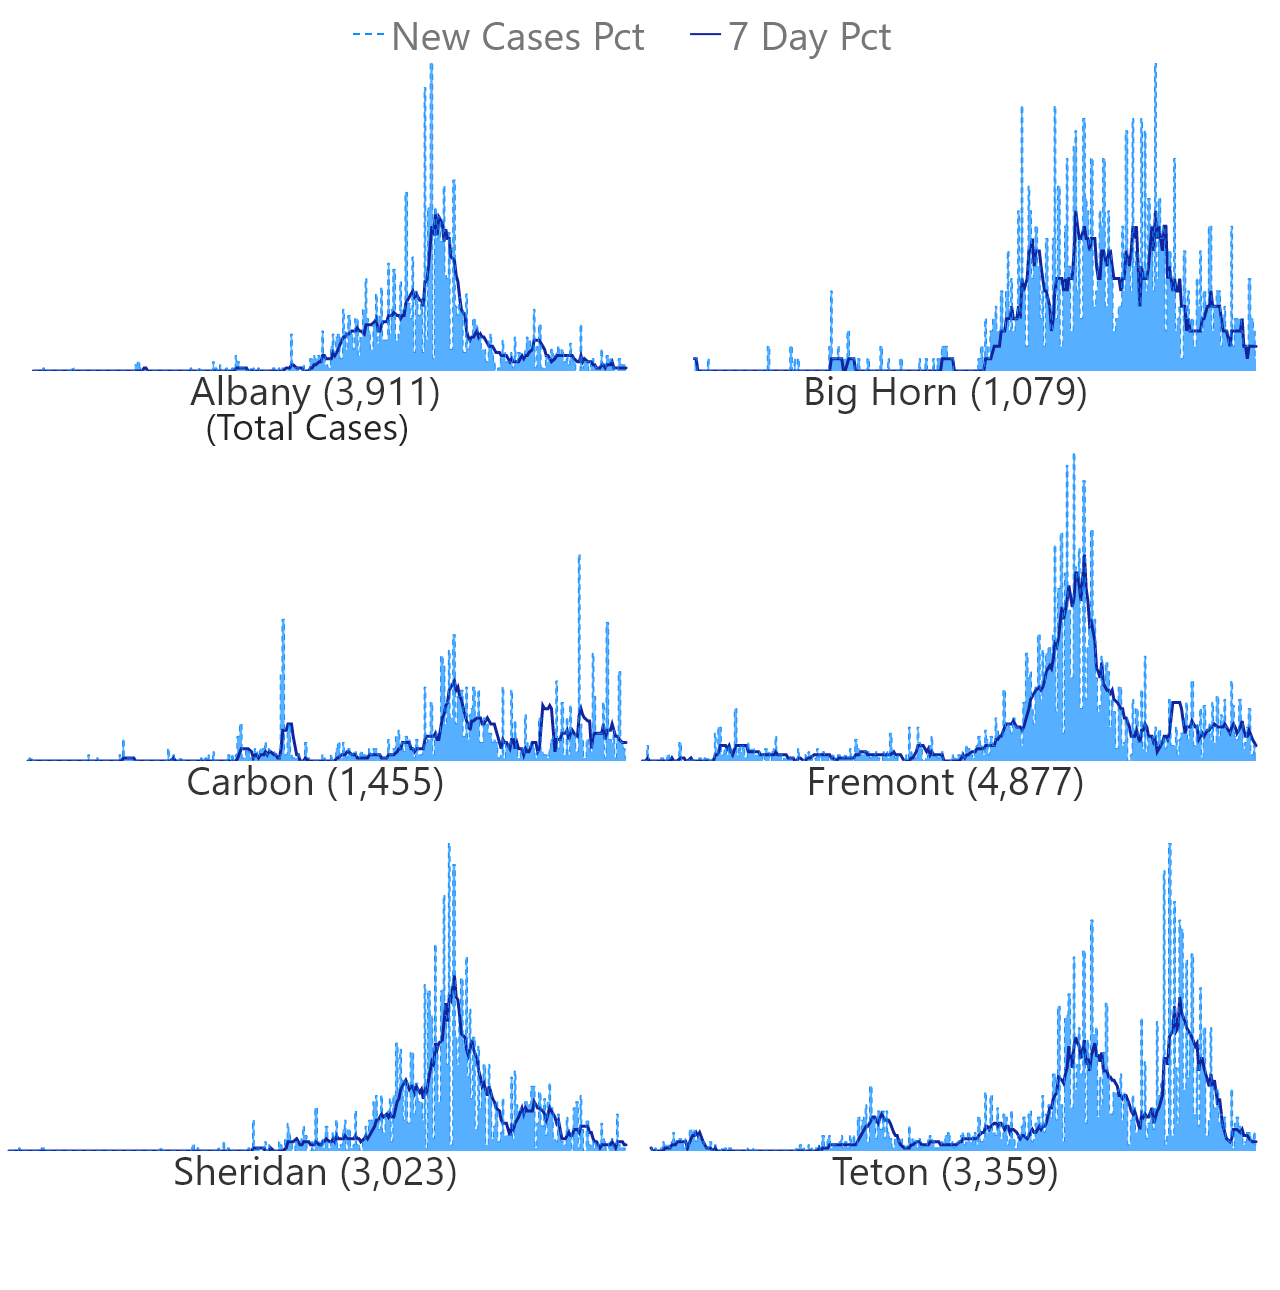 New Cases Pct 7 Day Pct
Albany (3,911) Big Horn (1,079)
(Total Cases)
Carbon (1,455) Fremont (4,877)
Sheridan (3,023) Teton (3,359)